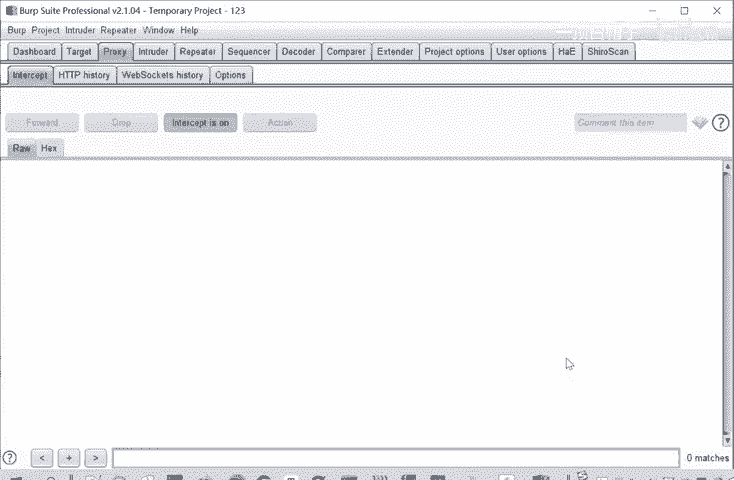 Burp Suite Professional v2.1.04 - Temporary Project - 123
Burp Project Intruder Repeater Window Help
Dashboard Target Proxy Intruder Repeater Sequencer Decoder Comparer Extender Project options User options HaE ShiroScan
Intercept HTTP history WebSockets history Options
Forward Drop Intercept is on Action Comment this item ?
Raw Hex
? < + > 0 matches